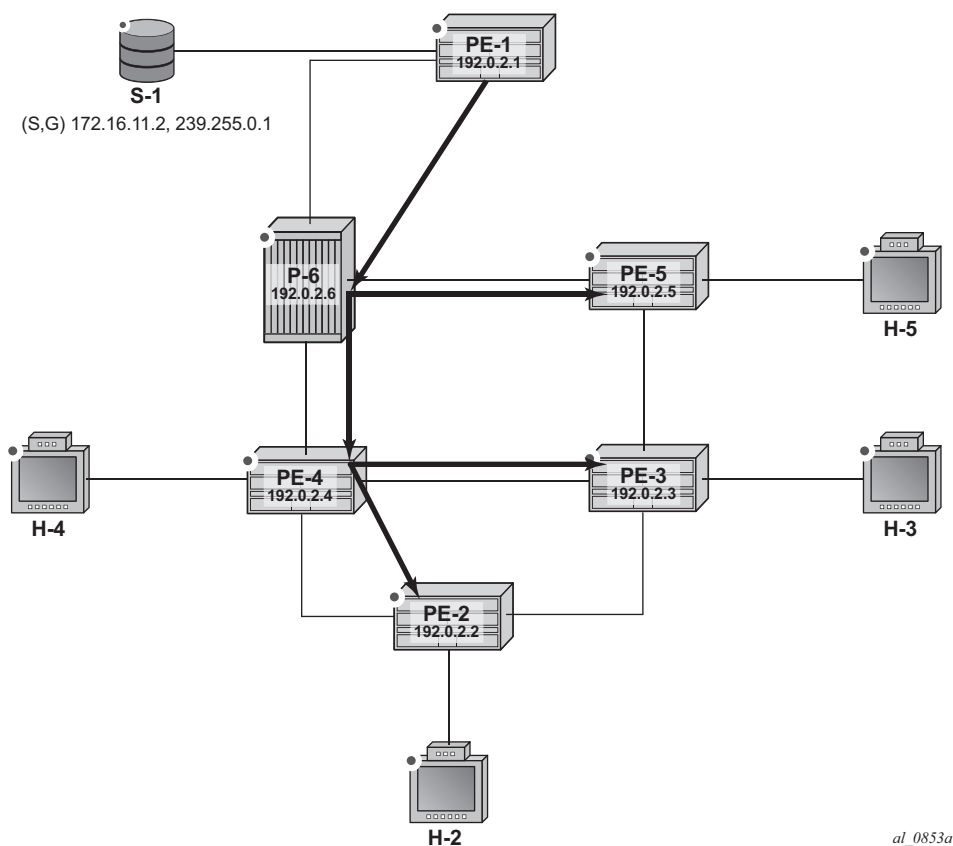 PE-1
192.0.2.1
S-1
(S,G) 172.16.11.2, 239.255.0.1
P-6
192.0.2.6
PE-5
192.0.2.5
H-5
PE-4
192.0.2.4
PE-3
192.0.2.3
H-4
H-3
PE-2
192.0.2.2
H-2
al_0853a